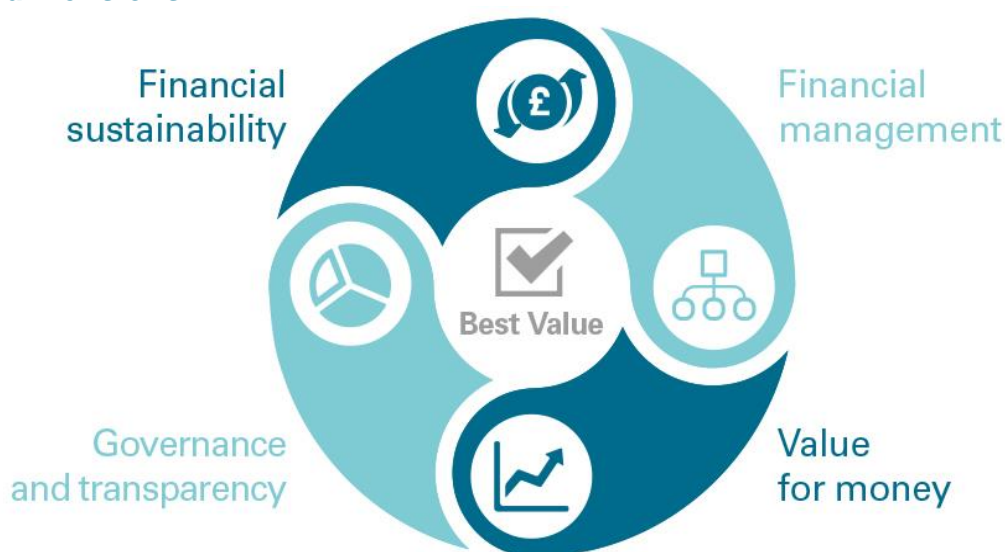 Financial
sustainability
Financial
management
£
Best Value
Governance
and transparency
Value
for money